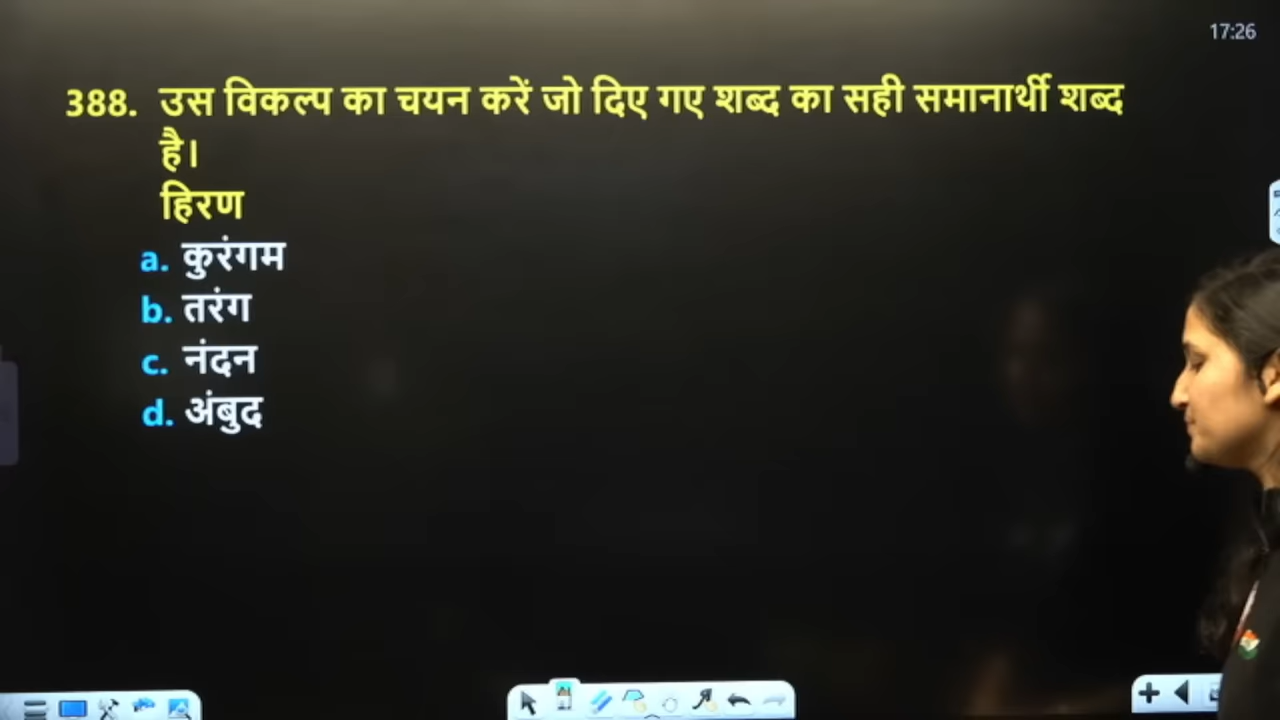 17:26
388. उस विकल्प का चयन करें जो दिए गए शब्द का सही समानार्थी शब्द
है।
हिरण
a. कुरंगम
b. तरंग
c. नंदन
d. अंबुद